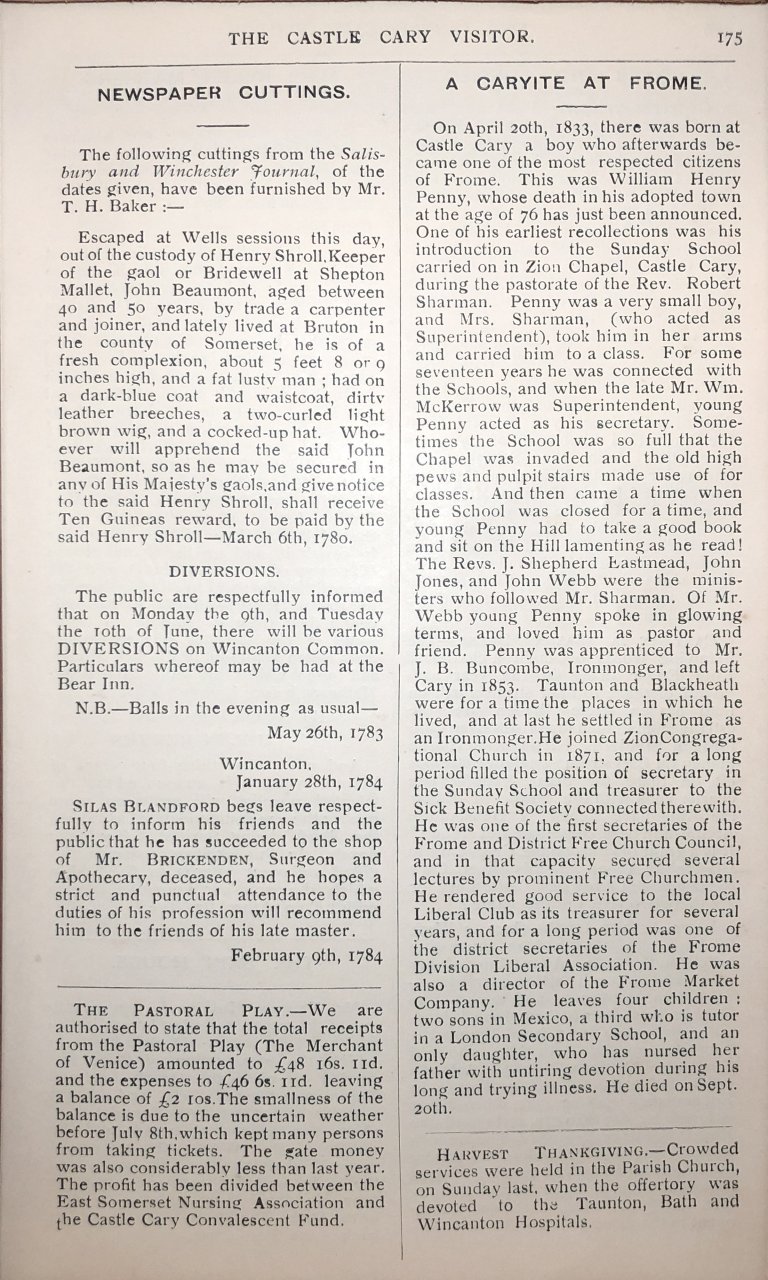 THE CASTLE CARY VISITOR.
175
NEWSPAPER CUTTINGS.
The following cuttings from the Salis-
bury and Winchester Journal, of the
dates given, have been furnished by Mr.
T. H. Baker :—
Escaped at Wells sessions this day,
out of the custody of Henry Shroll,Keeper
of the gaol or Bridewell at Shepton
Mallet, John Beaumont, aged between
40 and 50 years, by trade a carpenter
and joiner, and lately lived at Bruton in
the county of Somerset, he is of a
fresh complexion, about 5 feet 8 or 9
inches high, and a fat lusty man ; had on
a dark-blue coat and waistcoat, dirty
leather breeches, a two-curled light
brown wig, and a cocked-up hat. Who-
ever will apprehend the said John
Beaumont, so as he may be secured in
any of His Majesty's gaols,and give notice
to the said Henry Shroll, shall receive
Ten Guineas reward, to be paid by the
said Henry Shroll—March 6th, 1780.
DIVERSIONS.
The public are respectfully informed
that on Monday the 9th, and Tuesday
the 10th of June, there will be various
DIVERSIONS on Wincanton Common.
Particulars whereof may be had at the
Bear Inn.
N.B.—Balls in the evening as usual—
May 26th, 1783
Wincanton,
January 28th, 1784
SILAS BLANDFORD begs leave respect-
fully to inform his friends and the
public that he has succeeded to the shop
of Mr. BRICKENDEN, Surgeon and
Apothecary, deceased, and he hopes a
strict and punctual attendance to the
duties of his profession will recommend
him to the friends of his late master.
February 9th, 1784
THE PASTORAL PLAY.—We are
authorised to state that the total receipts
from the Pastoral Play (The Merchant
of Venice) amounted to £48 16s. 11d.
and the expenses to £46 6s. 11d. leaving
a balance of £2 10s.The smallness of the
balance is due to the uncertain weather
before July 8th,which kept many persons
from taking tickets. The gate money
was also considerably less than last year.
The profit has been divided between the
East Somerset Nursing Association and
the Castle Cary Convalescent Fund.
A CARYITE AT FROME.
On April 20th, 1833, there was born at
Castle Cary a boy who afterwards be-
came one of the most respected citizens
of Frome. This was William Henry
Penny, whose death in his adopted town
at the age of 76 has just been announced.
One of his earliest recollections was his
introduction to the Sunday School
carried on in Zion Chapel, Castle Cary,
during the pastorate of the Rev. Robert
Sharman. Penny was a very small boy,
and Mrs. Sharman, (who acted as
Superintendent), took him in her arms
and carried him to a class. For some
seventeen years he was connected with
the Schools, and when the late Mr. Wm.
McKerrow was Superintendent, young
Penny acted as his secretary. Some-
times the School was so full that the
Chapel was invaded and the old high
pews and pulpit stairs made use of for
classes. And then came a time when
the School was closed for a time, and
young Penny had to take a good book
and sit on the Hill lamenting as he read!
The Revs. J. Shepherd Eastmead, John
Jones, and John Webb were the minis-
ters who followed Mr. Sharman. Of Mr.
Webb young Penny spoke in glowing
terms, and loved him as pastor and
friend. Penny was apprenticed to Mr.
J. B. Buncombe, Ironmonger, and left
Cary in 1853. Taunton and Blackheath
were for a time the places in which he
lived, and at last he settled in Frome as
an Ironmonger.He joined Zion Congrega-
tional Church in 1871, and for a long
period filled the position of secretary in
the Sunday School and treasurer to the
Sick Benefit Society connected therewith.
He was one of the first secretaries of the
Frome and District Free Church Council,
and in that capacity secured several
lectures by prominent Free Churchmen.
He rendered good service to the local
Liberal Club as its treasurer for several
years, and for a long period was one of
the district secretaries of the Frome
Division Liberal Association. He was
also a director of the Frome Market
Company. He leaves four children :
two sons in Mexico, a third who is tutor
in a London Secondary School, and an
only daughter, who has nursed her
father with untiring devotion during his
long and trying illness. He died on Sept.
20th.
HARVEST THANKGIVING.—Crowded
services were held in the Parish Church,
on Sunday last, when the offertory was
devoted to the Taunton, Bath and
Wincanton Hospitals.